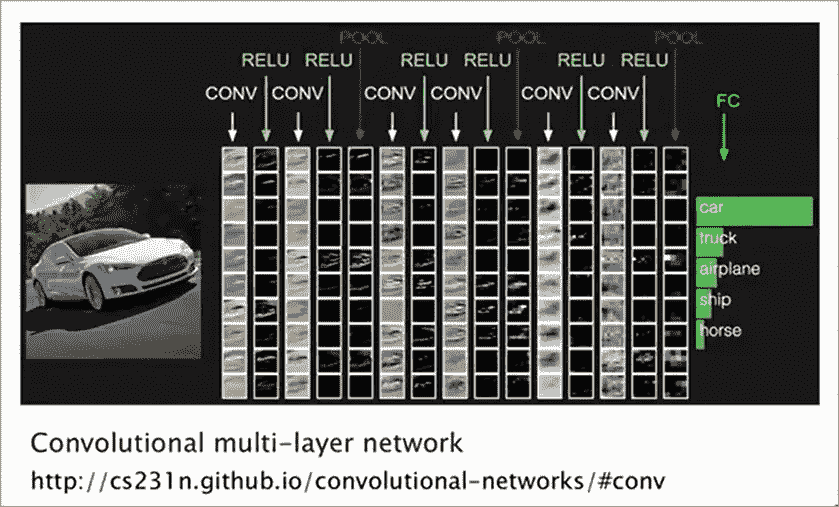 POOL POOL POOL
RELU RELU RELU RELU RELU RELU
CONV CONV CONV CONV CONV CONV
FC
car
truck
airplane
ship
horse
Convolutional multi-layer network
http://cs231n.github.io/convolutional-networks/#conv